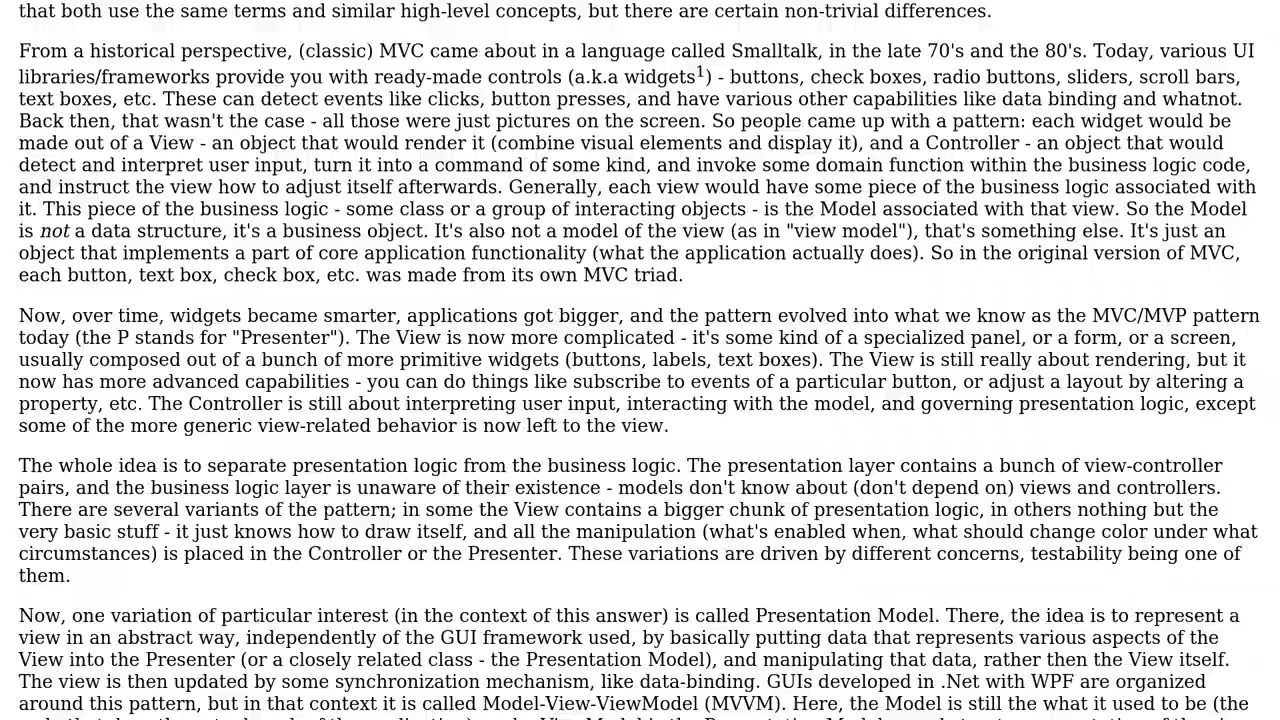 that both use the same terms and similar high-level concepts, but there are certain non-trivial differences.
From a historical perspective, (classic) MVC came about in a language called Smalltalk, in the late 70's and the 80's. Today, various UI
libraries/frameworks provide you with ready-made controls (a.k.a widgets1) - buttons, check boxes, radio buttons, sliders, scroll bars,
text boxes, etc. These can detect events like clicks, button presses, and have various other capabilities like data binding and whatnot.
Back then, that wasn't the case - all those were just pictures on the screen. So people came up with a pattern: each widget would be
made out of a View - an object that would render it (combine visual elements and display it), and a Controller - an object that would
detect and interpret user input, turn it into a command of some kind, and invoke some domain function within the business logic code,
and instruct the view how to adjust itself afterwards. Generally, each view would have some piece of the business logic associated with
it. This piece of the business logic - some class or a group of interacting objects - is the Model associated with that view. So the Model
is not a data structure, it's a business object. It's also not a model of the view (as in "view model"), that's something else. It's just an
object that implements a part of core application functionality (what the application actually does). So in the original version of MVC,
each button, text box, check box, etc. was made from its own MVC triad.
Now, over time, widgets became smarter, applications got bigger, and the pattern evolved into what we know as the MVC/MVP pattern
today (the P stands for "Presenter"). The View is now more complicated - it's some kind of a specialized panel, or a form, or a screen,
usually composed out of a bunch of more primitive widgets (buttons, labels, text boxes). The View is still really about rendering, but it
now has more advanced capabilities - you can do things like subscribe to events of a particular button, or adjust a layout by altering a
property, etc. The Controller is still about interpreting user input, interacting with the model, and governing presentation logic, except
some of the more generic view-related behavior is now left to the view.
The whole idea is to separate presentation logic from the business logic. The presentation layer contains a bunch of view-controller
pairs, and the business logic layer is unaware of their existence - models don't know about (don't depend on) views and controllers.
There are several variants of the pattern; in some the View contains a bigger chunk of presentation logic, in others nothing but the
very basic stuff - it just knows how to draw itself, and all the manipulation (what's enabled when, what should change color under what
circumstances) is placed in the Controller or the Presenter. These variations are driven by different concerns, testability being one of
them.
Now, one variation of particular interest (in the context of this answer) is called Presentation Model. There, the idea is to represent a
view in an abstract way, independently of the GUI framework used, by basically putting data that represents various aspects of the
View into the Presenter (or a closely related class - the Presentation Model), and manipulating that data, rather then the View itself.
The view is then updated by some synchronization mechanism, like data-binding. GUIs developed in .Net with WPF are organized
around this pattern, but in that context it is called Model-View-ViewModel (MVVM). Here, the Model is still the what it used to be (the